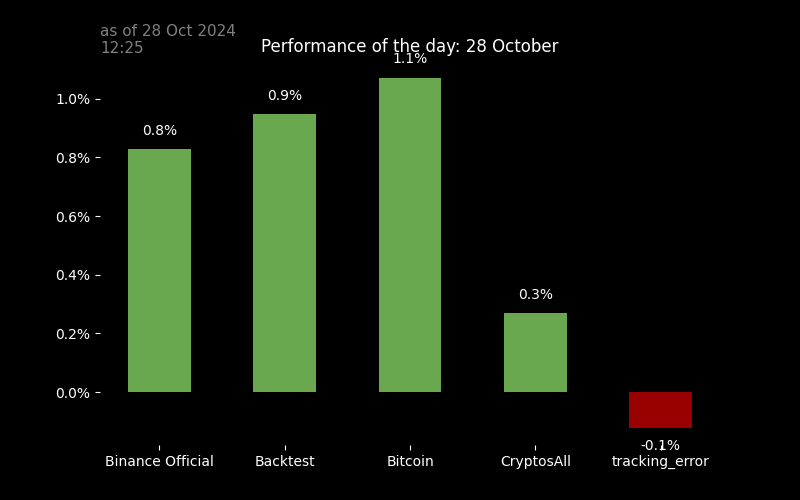 as of 28 Oct 2024
12:25
Performance of the day: 28 October
1.1%
1.0%
0.9%
0.8%
0.8%
0.6%
0.4%
0.3%
0.2%
0.0%
-0.1%
Binance Official
Backtest
Bitcoin
CryptosAll
tracking_error